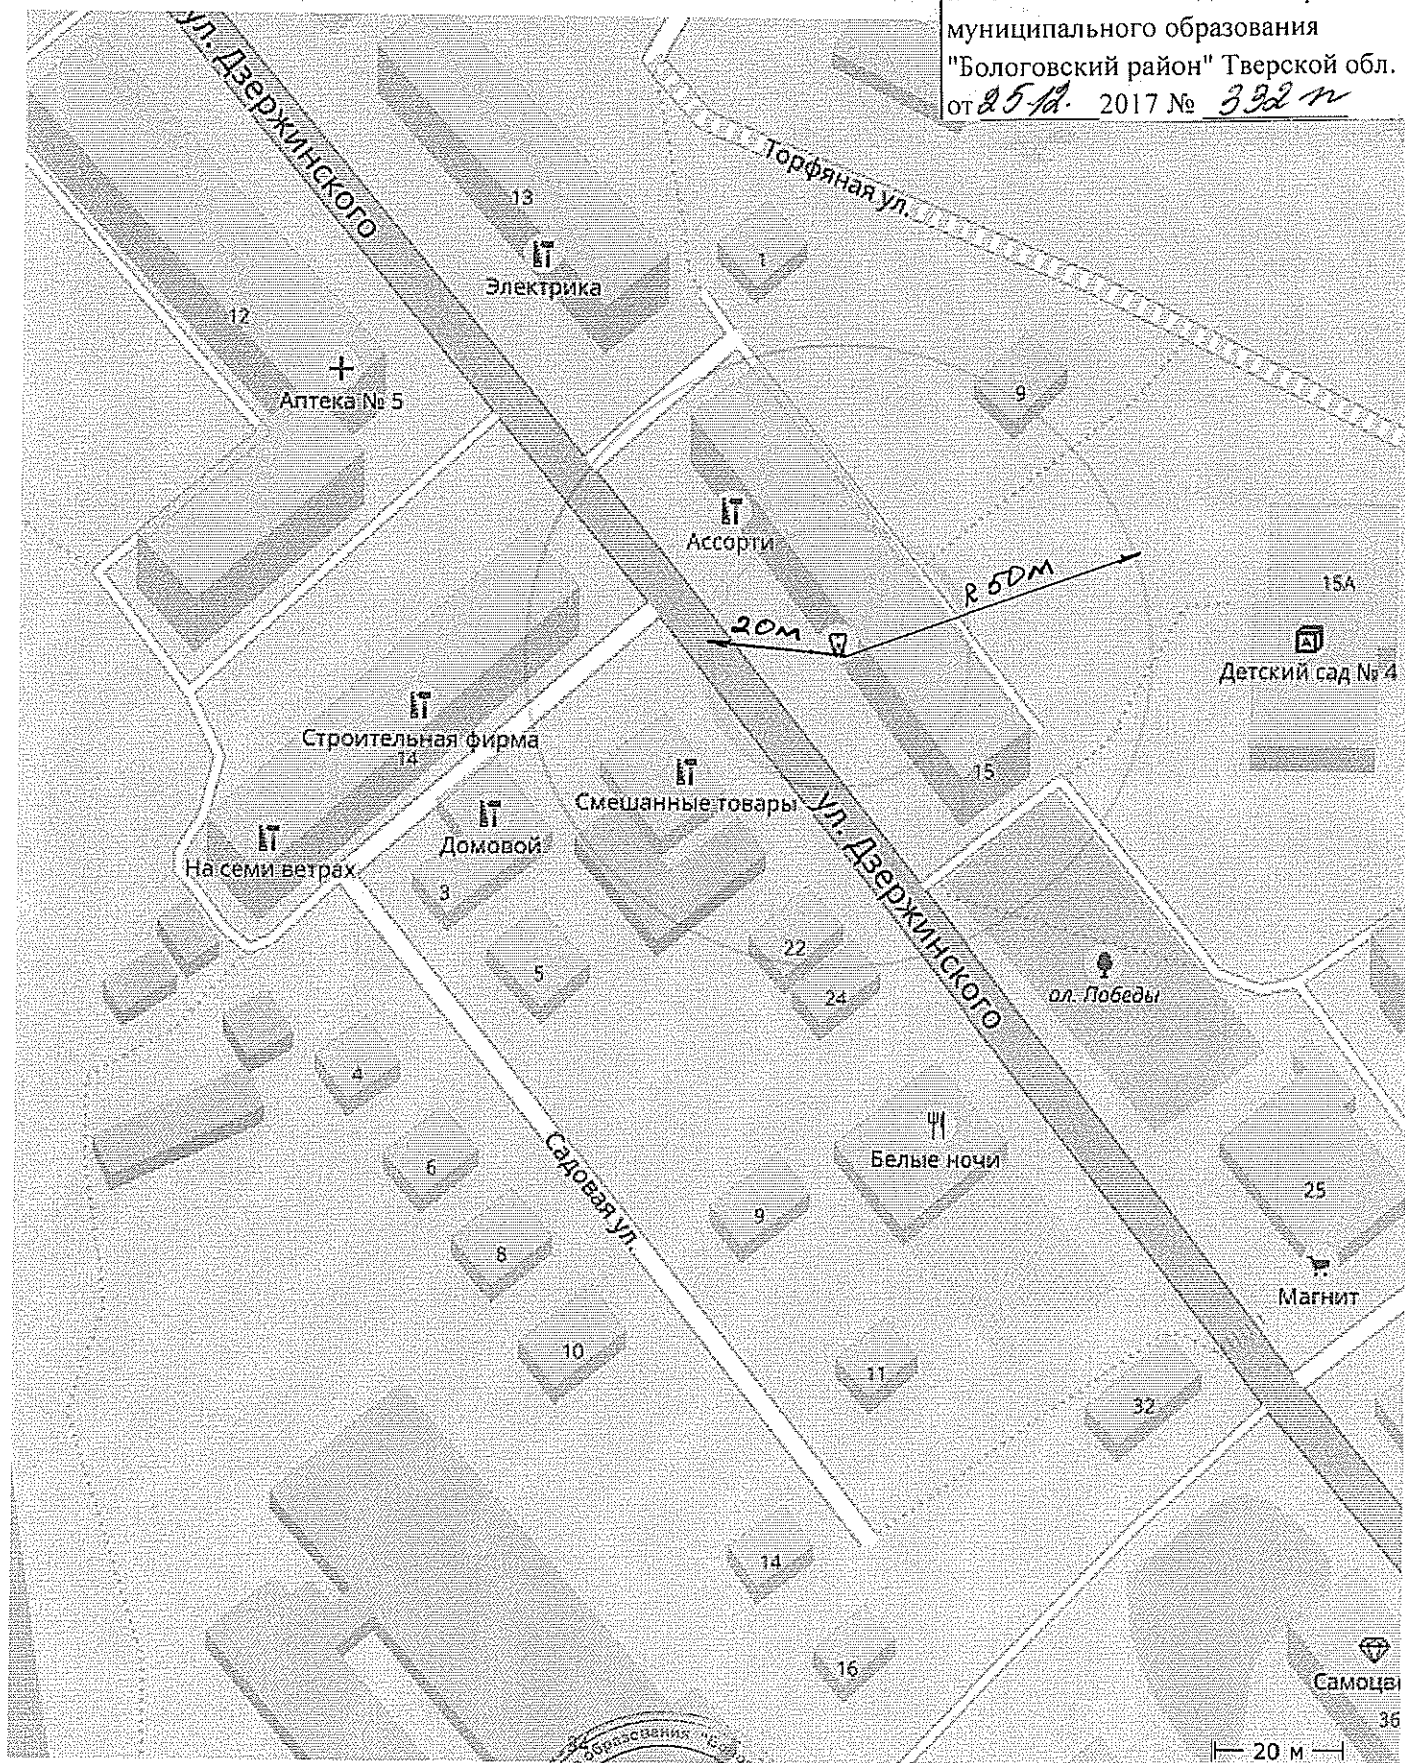 муниципального образования
"Бологовский район" Тверской обл.
от 25.12. 2017 № 332 п
ул. Дзержинского
Торфяная ул.
13
1
Электрика
12
Аптека № 5
9
Ассорти
15А
R 50м
20м
Детский сад № 4
Строительная фирма
14
15
Смешанные товары
Домовой
На семи ветрах
3
ул. Дзержинского
22
5
24
пл. Победы
4
Белые ночи
6
Садовая ул.
25
9
8
Магнит
10
11
32
14
16
Самоцв
36
образования
20 м